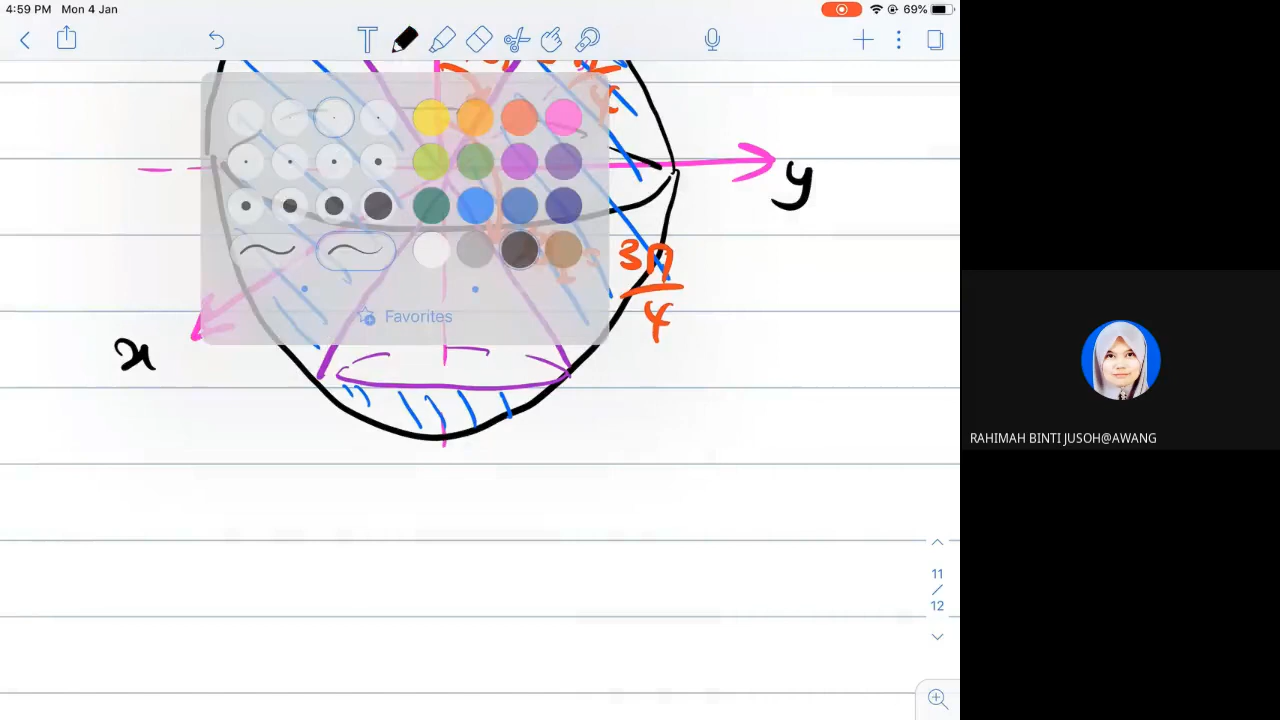 4:59 PM Mon 4 Jan
69%
T
y
3π
4
x
Favorites
11
/
12
RAHIMAH BINTI JUSOH@AWANG